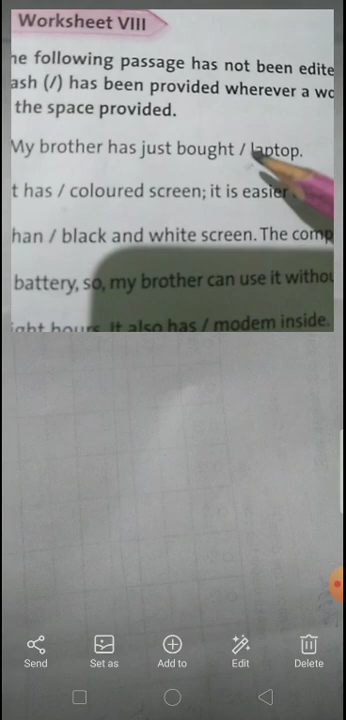 Worksheet VIII
he following passage has not been edite
ash (/) has been provided wherever a wo
the space provided.
My brother has just bought / laptop.
t has / coloured screen; it is easier
han / black and white screen. The comp
battery, so, my brother can use it withou
ight hours. It also has / modem inside.
Send
Set as
Add to
Edit
Delete